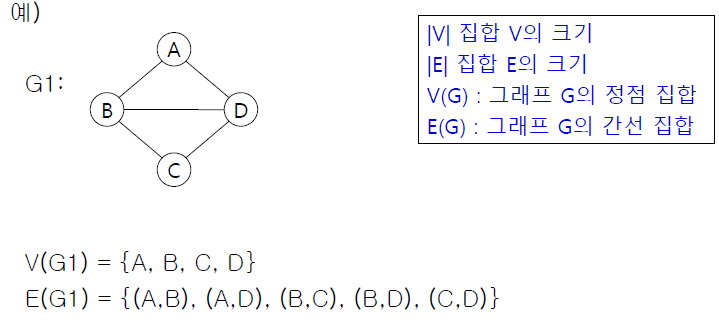 예)
G1:
A
B
D
C
|V| 집합 V의 크기
|E| 집합 E의 크기
V(G) : 그래프 G의 정점 집합
E(G) : 그래프 G의 간선 집합
V(G1) = {A, B, C, D}
E(G1) = {(A,B), (A,D), (B,C), (B,D), (C,D)}